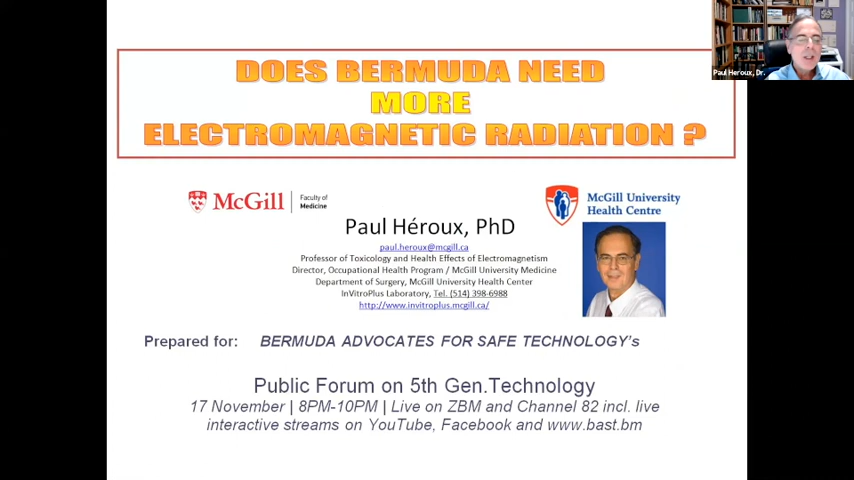 Paul Heroux, Dr.
DOES BERMUDA NEED
MORE
ELECTROMAGNETIC RADIATION ?
McGill
Faculty of
Medicine
McGill University
Health Centre
Paul Héroux, PhD
paul.heroux@mcgill.ca
Professor of Toxicology and Health Effects of Electromagnetism
Director, Occupational Health Program / McGill University Medicine
Department of Surgery, McGill University Health Center
InVitroPlus Laboratory, Tel. (514) 398-6988
http://www.invitroplus.mcgill.ca/
Prepared for: BERMUDA ADVOCATES FOR SAFE TECHNOLOGY's
Public Forum on 5th Gen.Technology
17 November | 8PM-10PM | Live on ZBM and Channel 82 incl. live
interactive streams on YouTube, Facebook and www.bast.bm